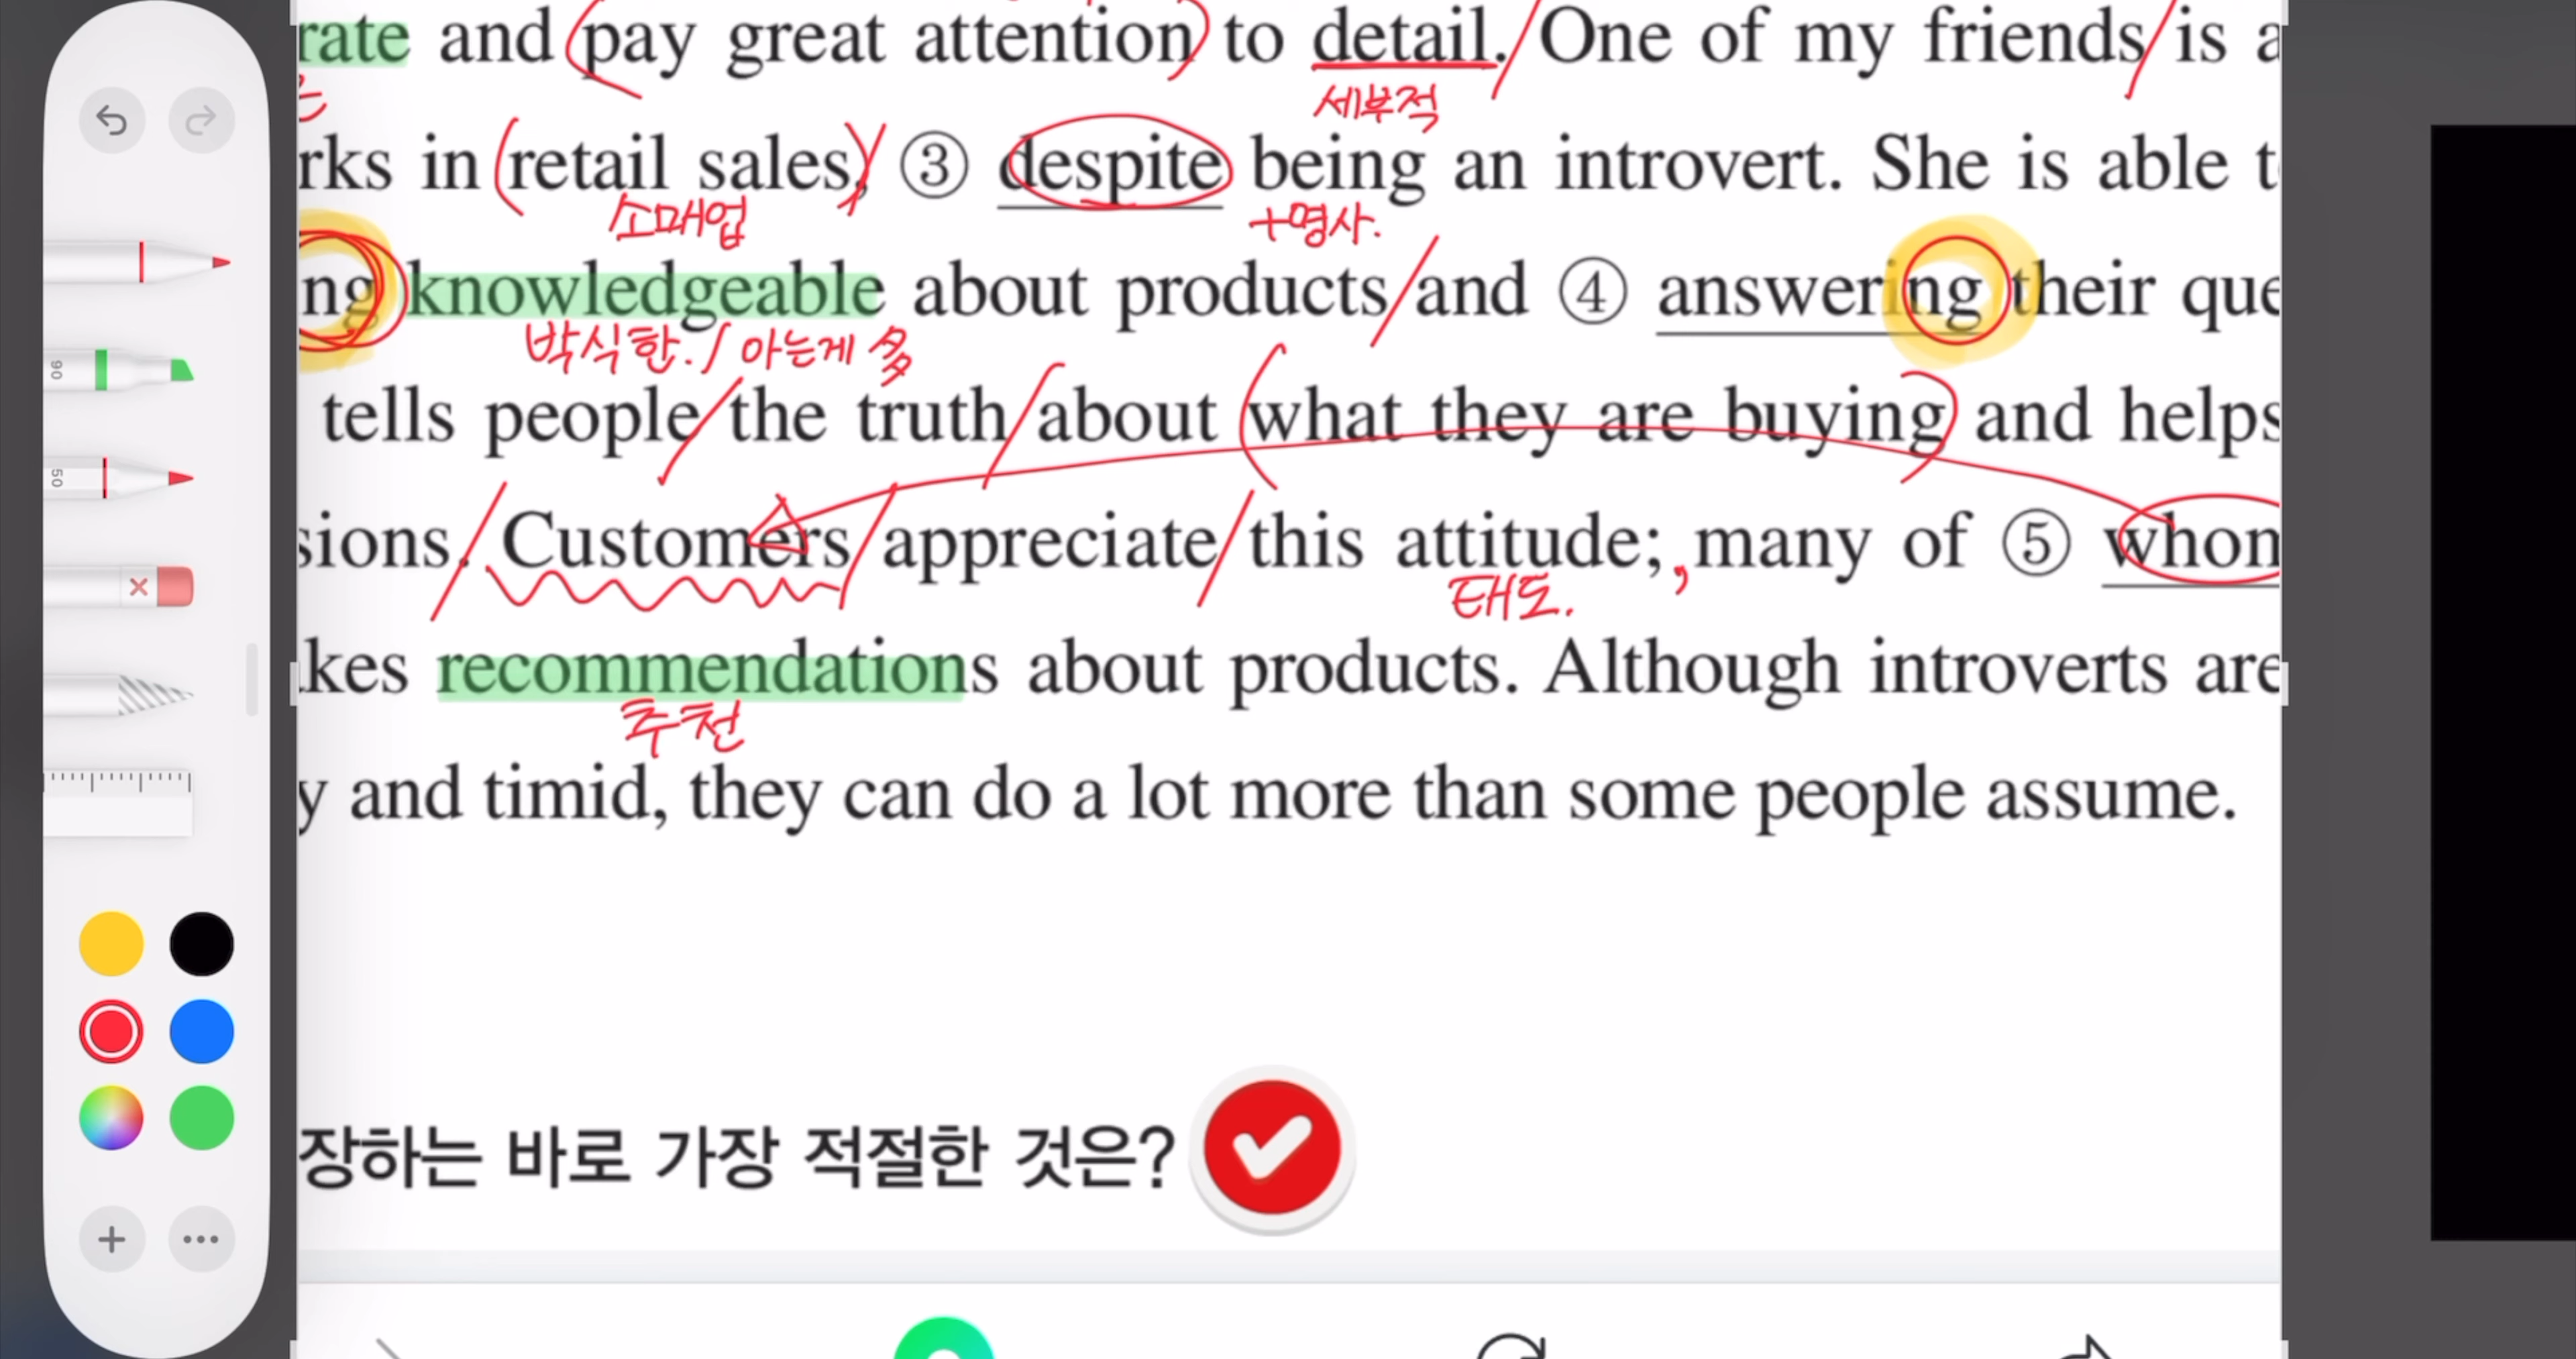 rate and pay great attention to detail. One of my friends is a
세부적
rks in retail sales, ③ despite being an introvert. She is able t
소매업 +명사.
ng knowledgeable about products and ④ answering their que
박식한. / 아는게 多
tells people the truth about what they are buying and helps
sions. Customers appreciate this attitude;, many of ⑤ whom
태도.
kes recommendations about products. Although introverts are
추천
y and timid, they can do a lot more than some people assume.
장하는 바로 가장 적절한 것은?
90
50